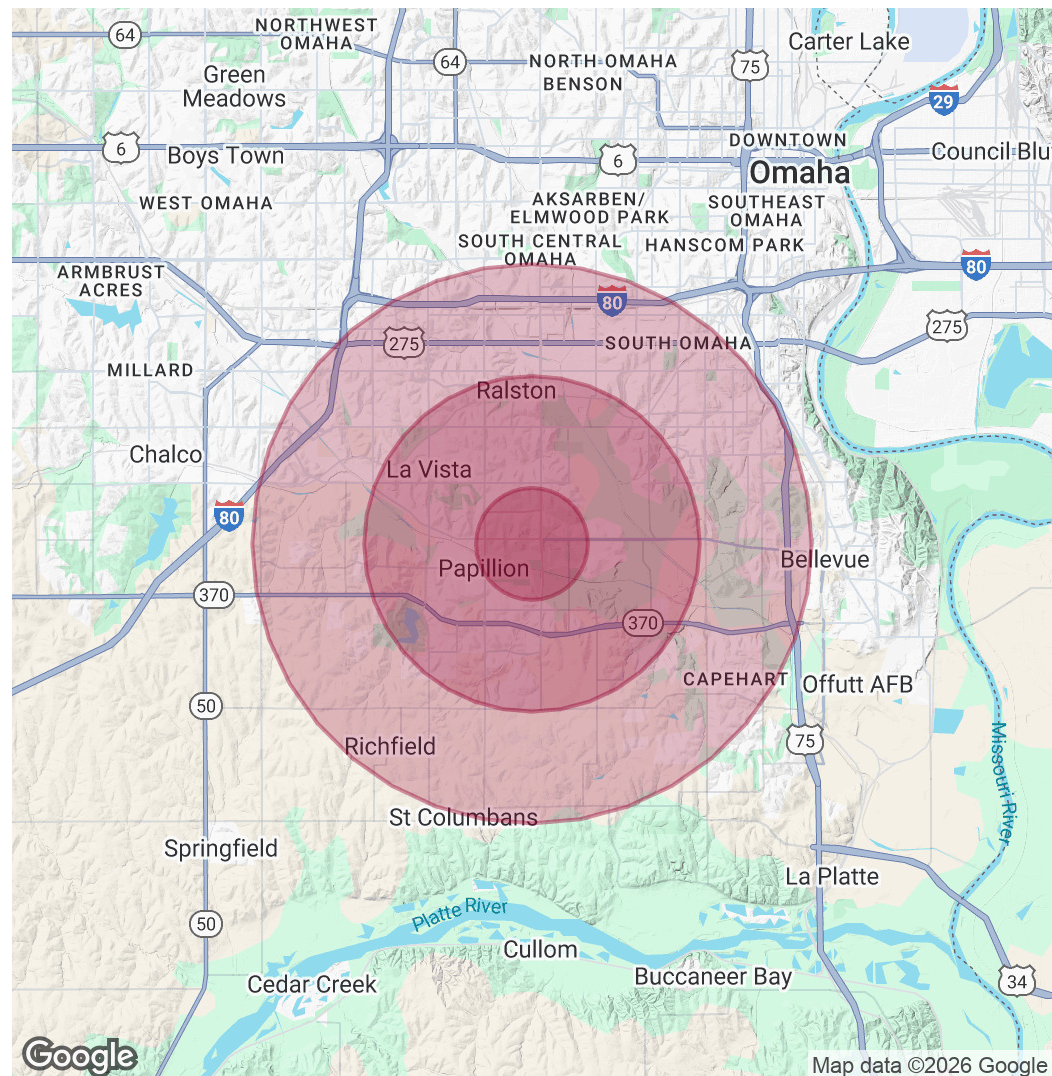 NORTHWEST
OMAHA
64
64
NORTH OMAHA
BENSON
75
Carter Lake
Green
Meadows
29
6
Boys Town
6
DOWNTOWN
Omaha
Council Blu
WEST OMAHA
AKSARBEN/
ELMWOOD PARK
SOUTHEAST
OMAHA
SOUTH CENTRAL
OMAHA
HANSCOM PARK
ARMBRUST
ACRES
80
80
275
275
SOUTH OMAHA
MILLARD
Ralston
Chalco
La Vista
80
Papillion
Bellevue
370
370
CAPEHART
Offutt AFB
50
75
Richfield
Missouri River
St Columbans
Springfield
La Platte
Platte River
50
Cullom
Buccaneer Bay
Cedar Creek
34
Google
Map data ©2026 Google